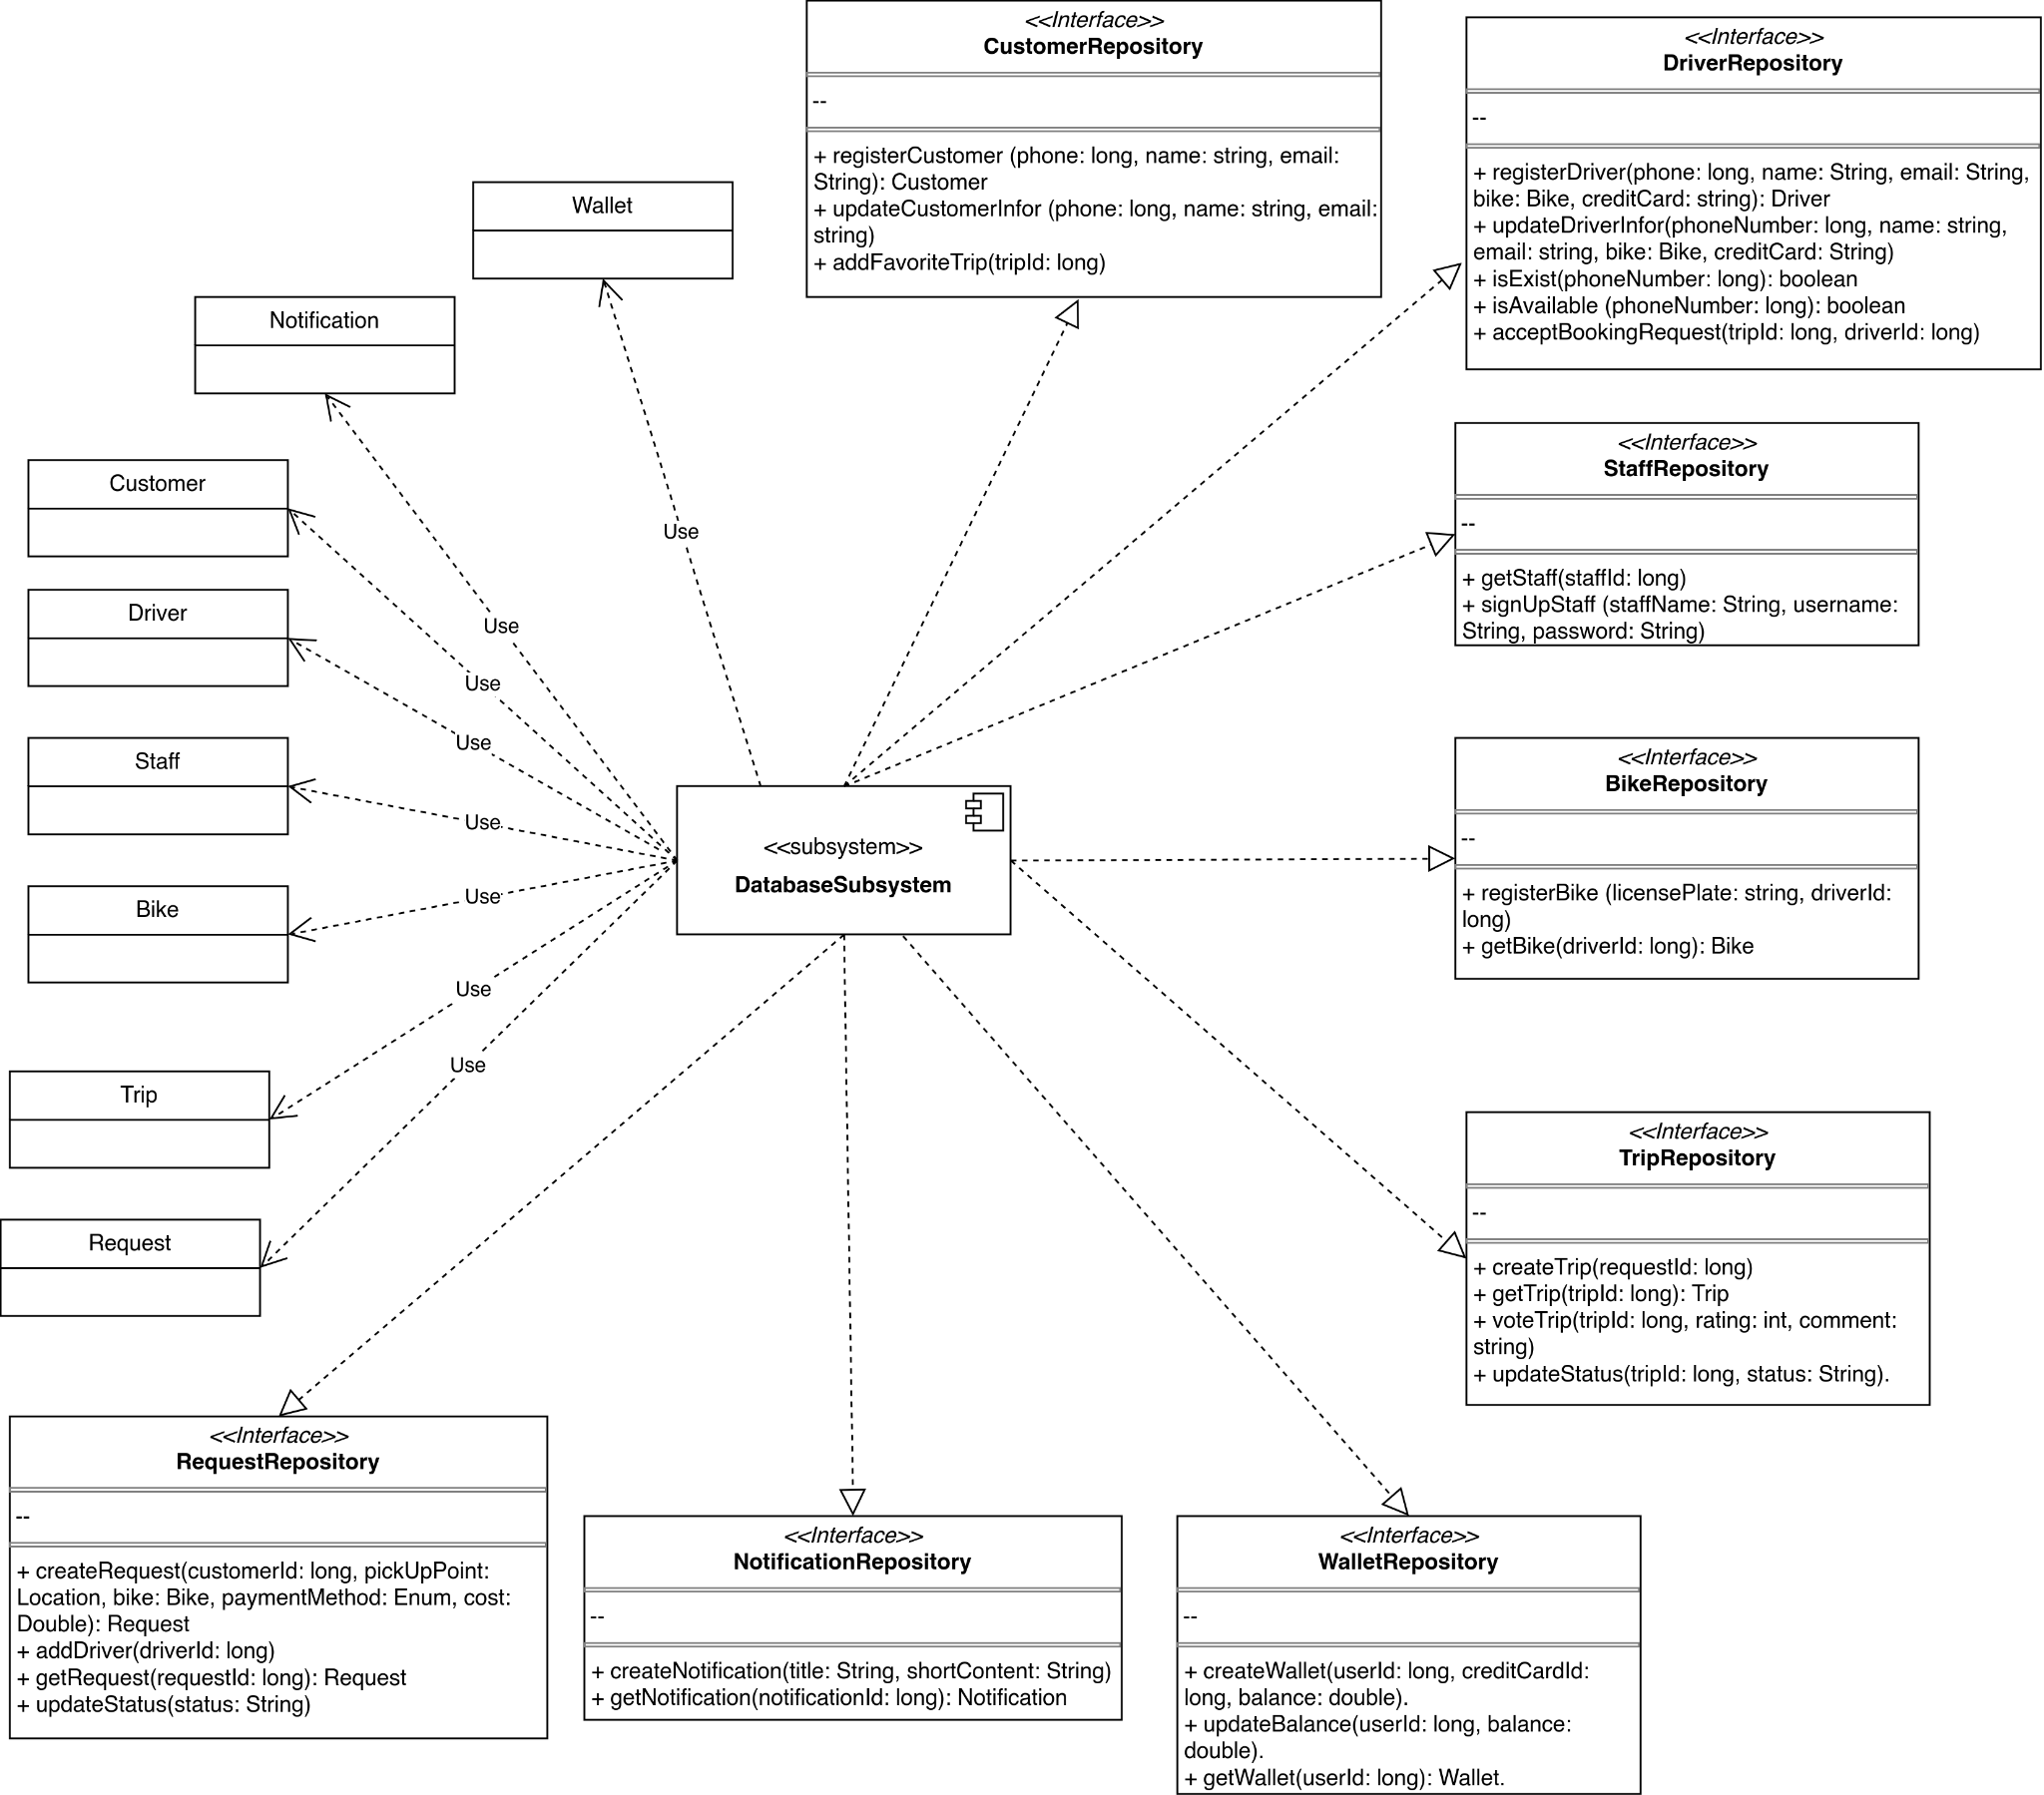 <<Interface>>
CustomerRepository
--
+ registerCustomer (phone: long, name: string, email:
String): Customer
+ updateCustomerInfor (phone: long, name: string, email:
string)
+ addFavoriteTrip(tripId: long)
<<Interface>>
DriverRepository
--
+ registerDriver(phone: long, name: String, email: String,
bike: Bike, creditCard: string): Driver
+ updateDriverInfor(phoneNumber: long, name: string,
email: string, bike: Bike, creditCard: String)
+ isExist(phoneNumber: long): boolean
+ isAvailable (phoneNumber: long): boolean
+ acceptBookingRequest(tripId: long, driverId: long)
Wallet
Notification
Customer
Driver
Staff
Bike
Trip
Request
Use
Use
Use
Use
Use
Use
Use
Use
<<subsystem>>
DatabaseSubsystem
<<Interface>>
StaffRepository
--
+ getStaff(staffId: long)
+ signUpStaff (staffName: String, username:
String, password: String)
<<Interface>>
BikeRepository
--
+ registerBike (licensePlate: string, driverId:
long)
+ getBike(driverId: long): Bike
<<Interface>>
TripRepository
--
+ createTrip(requestId: long)
+ getTrip(tripId: long): Trip
+ voteTrip(tripId: long, rating: int, comment:
string)
+ updateStatus(tripId: long, status: String).
<<Interface>>
RequestRepository
--
+ createRequest(customerId: long, pickUpPoint:
Location, bike: Bike, paymentMethod: Enum, cost:
Double): Request
+ addDriver(driverId: long)
+ getRequest(requestId: long): Request
+ updateStatus(status: String)
<<Interface>>
NotificationRepository
--
+ createNotification(title: String, shortContent: String)
+ getNotification(notificationId: long): Notification
<<Interface>>
WalletRepository
--
+ createWallet(userId: long, creditCardId:
long, balance: double).
+ updateBalance(userId: long, balance:
double).
+ getWallet(userId: long): Wallet.